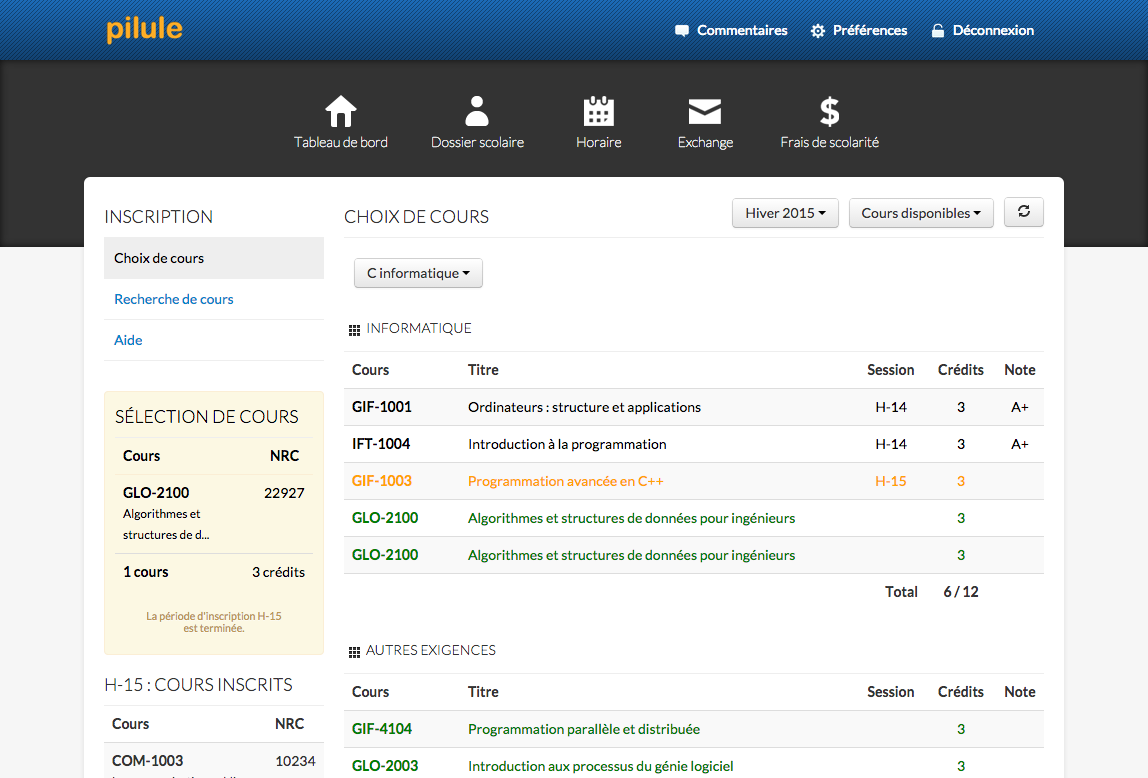 pilule
Commentaires Préférences Déconnexion
Tableau de bord Dossier scolaire Horaire Exchange Frais de scolarité
INSCRIPTION
Choix de cours
Recherche de cours
Aide
SÉLECTION DE COURS
Cours NRC
GLO-2100 22927
Algorithmes et
structures de d...
1 cours 3 crédits
La période d'inscription H-15
est terminée.
H-15 : COURS INSCRITS
Cours NRC
COM-1003 10234
CHOIX DE COURS
Hiver 2015 Cours disponibles
C informatique
INFORMATIQUE
Cours Titre Session Crédits Note
GIF-1001 Ordinateurs : structure et applications H-14 3 A+
IFT-1004 Introduction à la programmation H-14 3 A+
GIF-1003 Programmation avancée en C++ H-15 3
GLO-2100 Algorithmes et structures de données pour ingénieurs 3
GLO-2100 Algorithmes et structures de données pour ingénieurs 3
Total 6 / 12
AUTRES EXIGENCES
Cours Titre Session Crédits Note
GIF-4104 Programmation parallèle et distribuée 3
GLO-2003 Introduction aux processus du génie logiciel 3